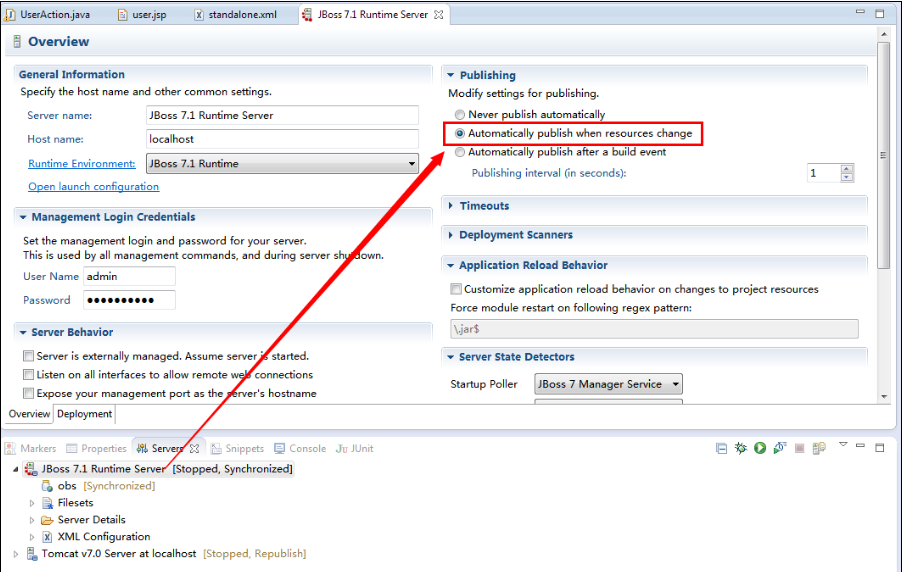 UserAction.java
user.jsp
standalone.xml
JBoss 7.1 Runtime Server
Overview
General Information
Specify the host name and other common settings.
Server name:
JBoss 7.1 Runtime Server
Host name:
localhost
Runtime Environment:
JBoss 7.1 Runtime
Open launch configuration
Management Login Credentials
Set the management login and password for your server.
This is used by all management commands, and during server shutdown.
User Name
admin
Password
●●●●●●●●●●
Server Behavior
Server is externally managed. Assume server is started.
Listen on all interfaces to allow remote web connections
Expose your management port as the server's hostname
Publishing
Modify settings for publishing.
Never publish automatically
Automatically publish when resources change
Automatically publish after a build event
Publishing interval (in seconds):
1
Timeouts
Deployment Scanners
Application Reload Behavior
Customize application reload behavior on changes to project resources
Force module restart on following regex pattern:
\.jar$
Server State Detectors
Startup Poller
JBoss 7 Manager Service
Overview
Deployment
Markers
Properties
Servers
Snippets
Console
JUnit
JBoss 7.1 Runtime Server [Stopped, Synchronized]
obs [Synchronized]
Filesets
Server Details
XML Configuration
Tomcat v7.0 Server at localhost [Stopped, Republish]